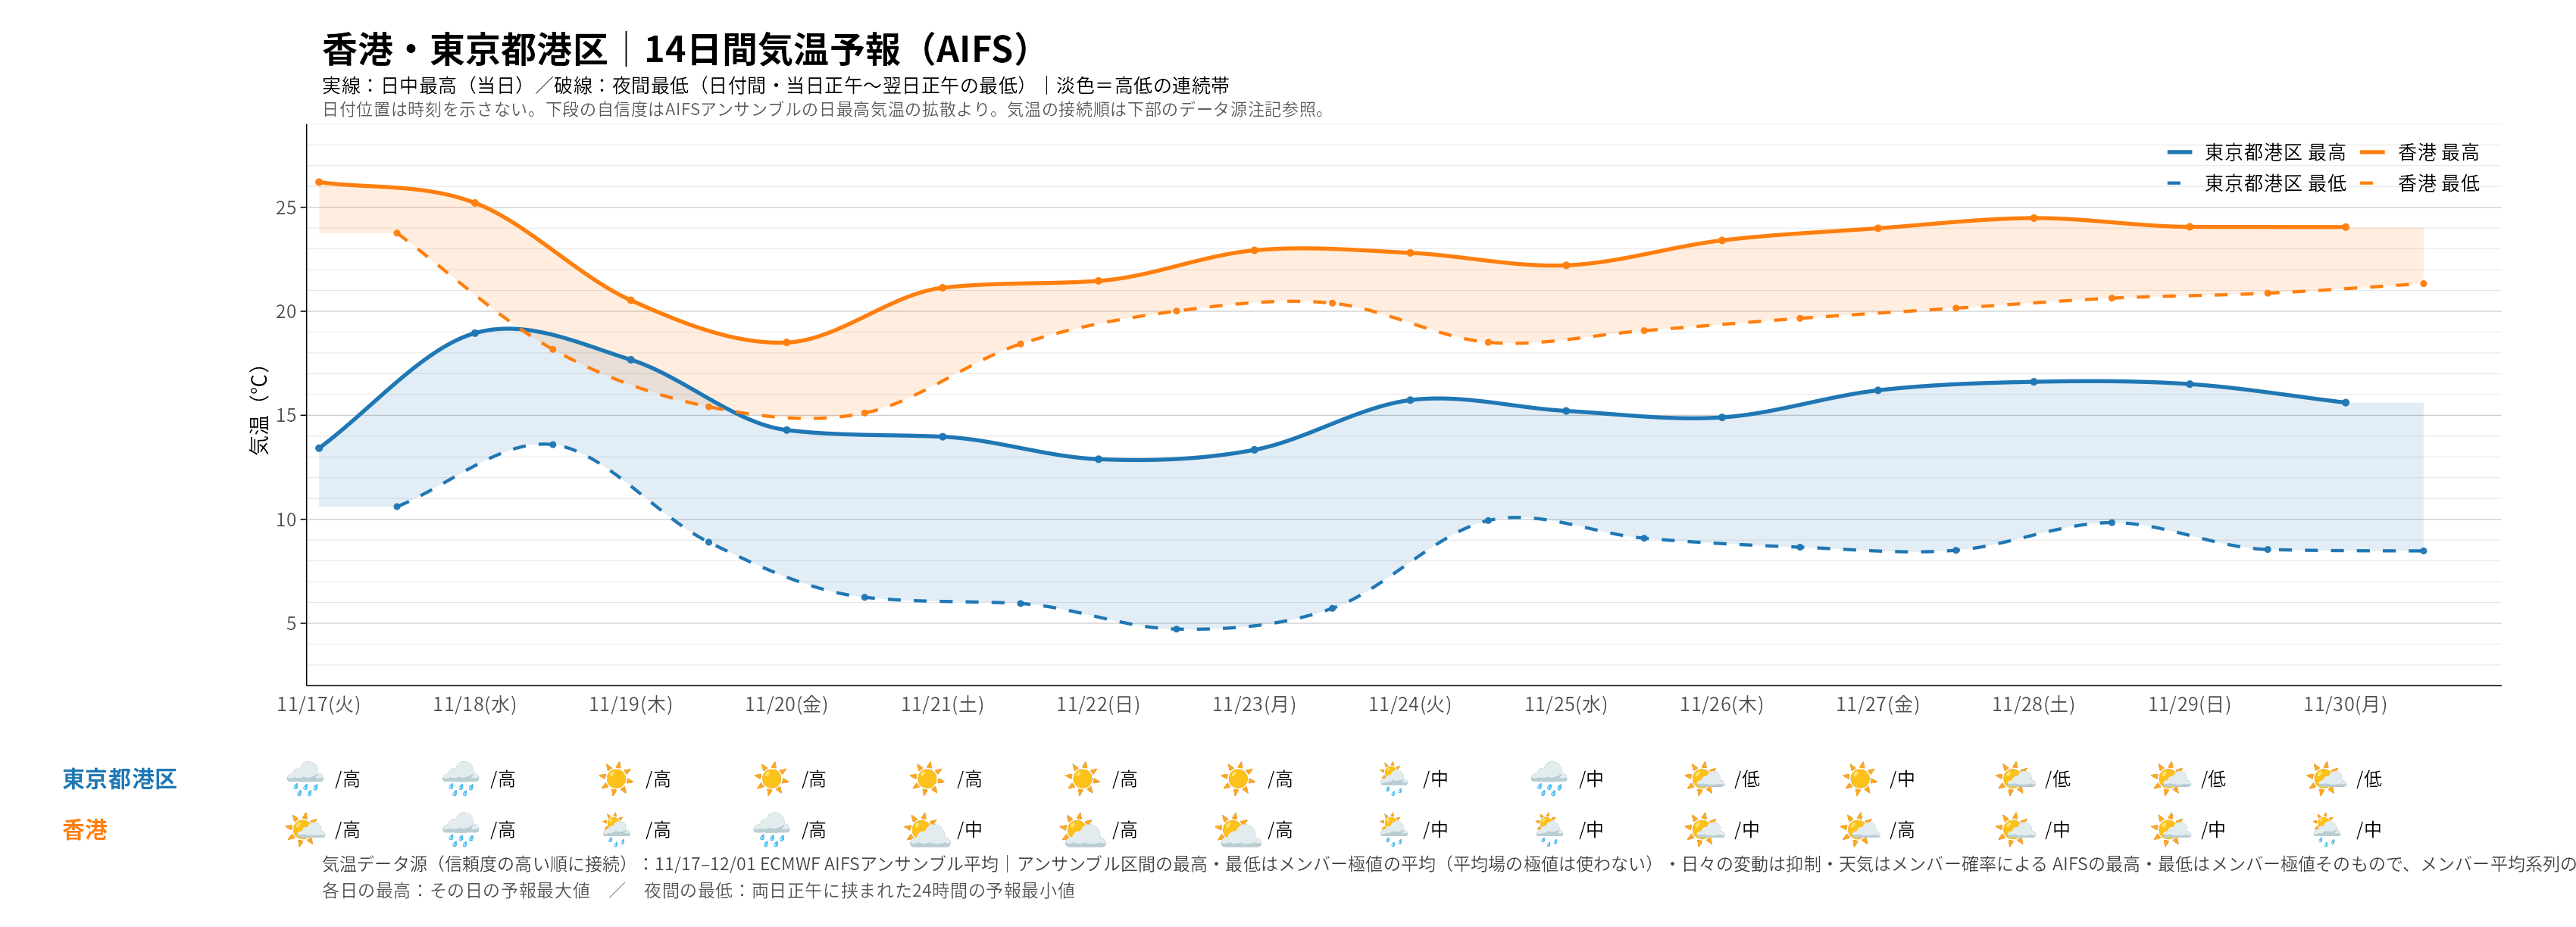 香港・東京都港区｜14日間気温予報（AIFS）
実線：日中最高（当日）／破線：夜間最低（日付間・当日正午～翌日正午の最低）｜淡色＝高低の連続帯
日付位置は時刻を示さない。下段の自信度はAIFSアンサンブルの日最高気温の拡散より。気温の接続順は下部のデータ源注記参照。
東京都港区 最高 香港 最高
東京都港区 最低 香港 最低
気温（°C）
25
20
15
10
5
11/17(火) 11/18(水) 11/19(木) 11/20(金) 11/21(土) 11/22(日) 11/23(月) 11/24(火) 11/25(水) 11/26(木) 11/27(金) 11/28(土) 11/29(日) 11/30(月)
東京都港区 /高 /高 /高 /高 /高 /高 /高 /中 /中 /低 /中 /低 /低 /低
香港 /高 /高 /高 /高 /中 /高 /高 /中 /中 /中 /高 /中 /中 /中
気温データ源（信頼度の高い順に接続）：11/17–12/01 ECMWF AIFSアンサンブル平均｜アンサンブル区間の最高・最低はメンバー極値の平均（平均場の極値は使わない）・日々の変動は抑制・天気はメンバー確率による AIFSの最高・最低はメンバー極値そのもので、メンバー平均系列の
各日の最高：その日の予報最大値　／　夜間の最低：両日正午に挟まれた24時間の予報最小値